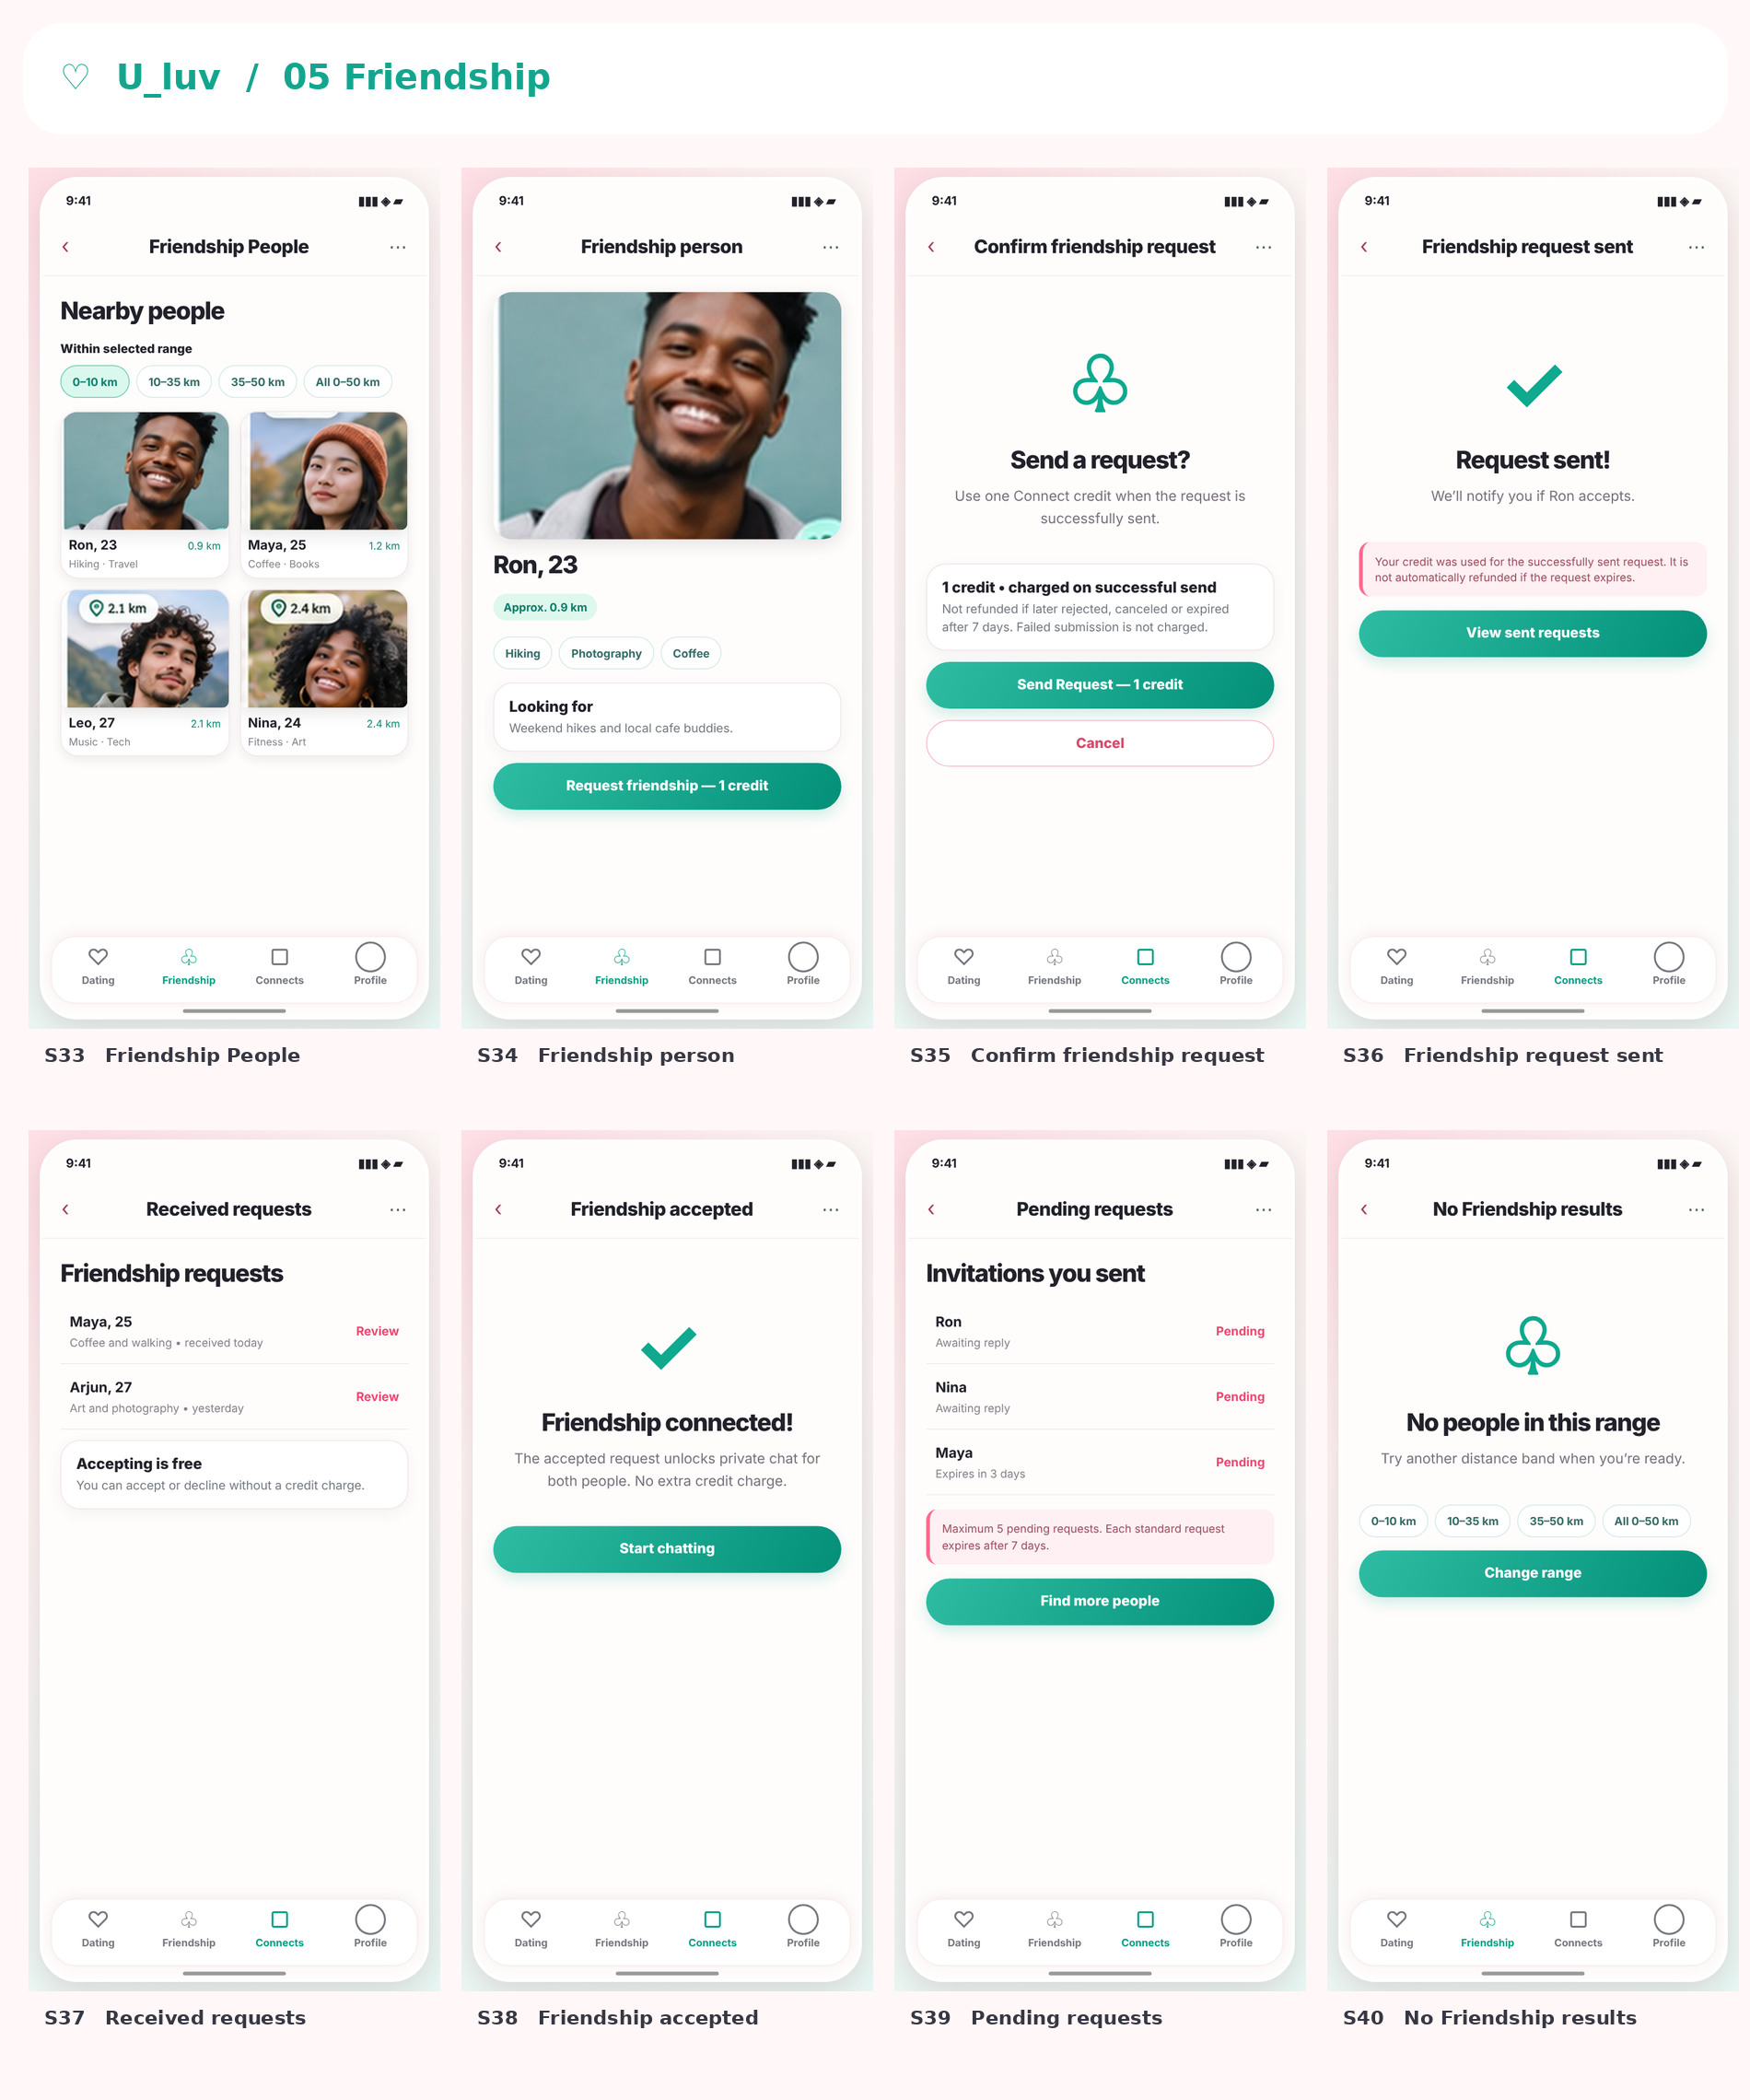 ♡ U_luv / 05 Friendship
9:41
Friendship People
Nearby people
Within selected range
0–10 km 10–35 km 35–50 km All 0–50 km
Ron, 23 0.9 km
Hiking · Travel
Maya, 25 1.2 km
Coffee · Books
2.1 km
Leo, 27 2.1 km
Music · Tech
2.4 km
Nina, 24 2.4 km
Fitness · Art
Dating Friendship Connects Profile
S33 Friendship People
9:41
Friendship person
Ron, 23
Approx. 0.9 km
Hiking Photography Coffee
Looking for
Weekend hikes and local cafe buddies.
Request friendship — 1 credit
Dating Friendship Connects Profile
S34 Friendship person
9:41
Confirm friendship request
Send a request?
Use one Connect credit when the request is
successfully sent.
1 credit • charged on successful send
Not refunded if later rejected, canceled or expired
after 7 days. Failed submission is not charged.
Send Request — 1 credit
Cancel
Dating Friendship Connects Profile
S35 Confirm friendship request
9:41
Friendship request sent
Request sent!
We’ll notify you if Ron accepts.
Your credit was used for the successfully sent request. It is
not automatically refunded if the request expires.
View sent requests
Dating Friendship Connects Profile
S36 Friendship request sent
9:41
Received requests
Friendship requests
Maya, 25
Coffee and walking • received today
Review
Arjun, 27
Art and photography • yesterday
Review
Accepting is free
You can accept or decline without a credit charge.
Dating Friendship Connects Profile
S37 Received requests
9:41
Friendship accepted
Friendship connected!
The accepted request unlocks private chat for
both people. No extra credit charge.
Start chatting
Dating Friendship Connects Profile
S38 Friendship accepted
9:41
Pending requests
Invitations you sent
Ron
Awaiting reply
Pending
Nina
Awaiting reply
Pending
Maya
Expires in 3 days
Pending
Maximum 5 pending requests. Each standard request
expires after 7 days.
Find more people
Dating Friendship Connects Profile
S39 Pending requests
9:41
No Friendship results
No people in this range
Try another distance band when you’re ready.
0–10 km 10–35 km 35–50 km All 0–50 km
Change range
Dating Friendship Connects Profile
S40 No Friendship results